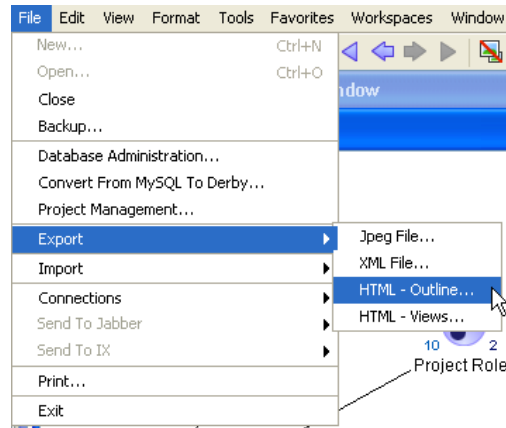 File Edit View Format Tools Favorites Workspaces Window
New... Ctrl+N
Open... Ctrl+O
Close
Backup...
Database Administration...
Convert From MySQL To Derby...
Project Management...
Export
Import
Connections
Send To Jabber
Send To IX
Print...
Exit
Jpeg File...
XML File...
HTML - Outline...
HTML - Views...
ndow
10 2
Project Role